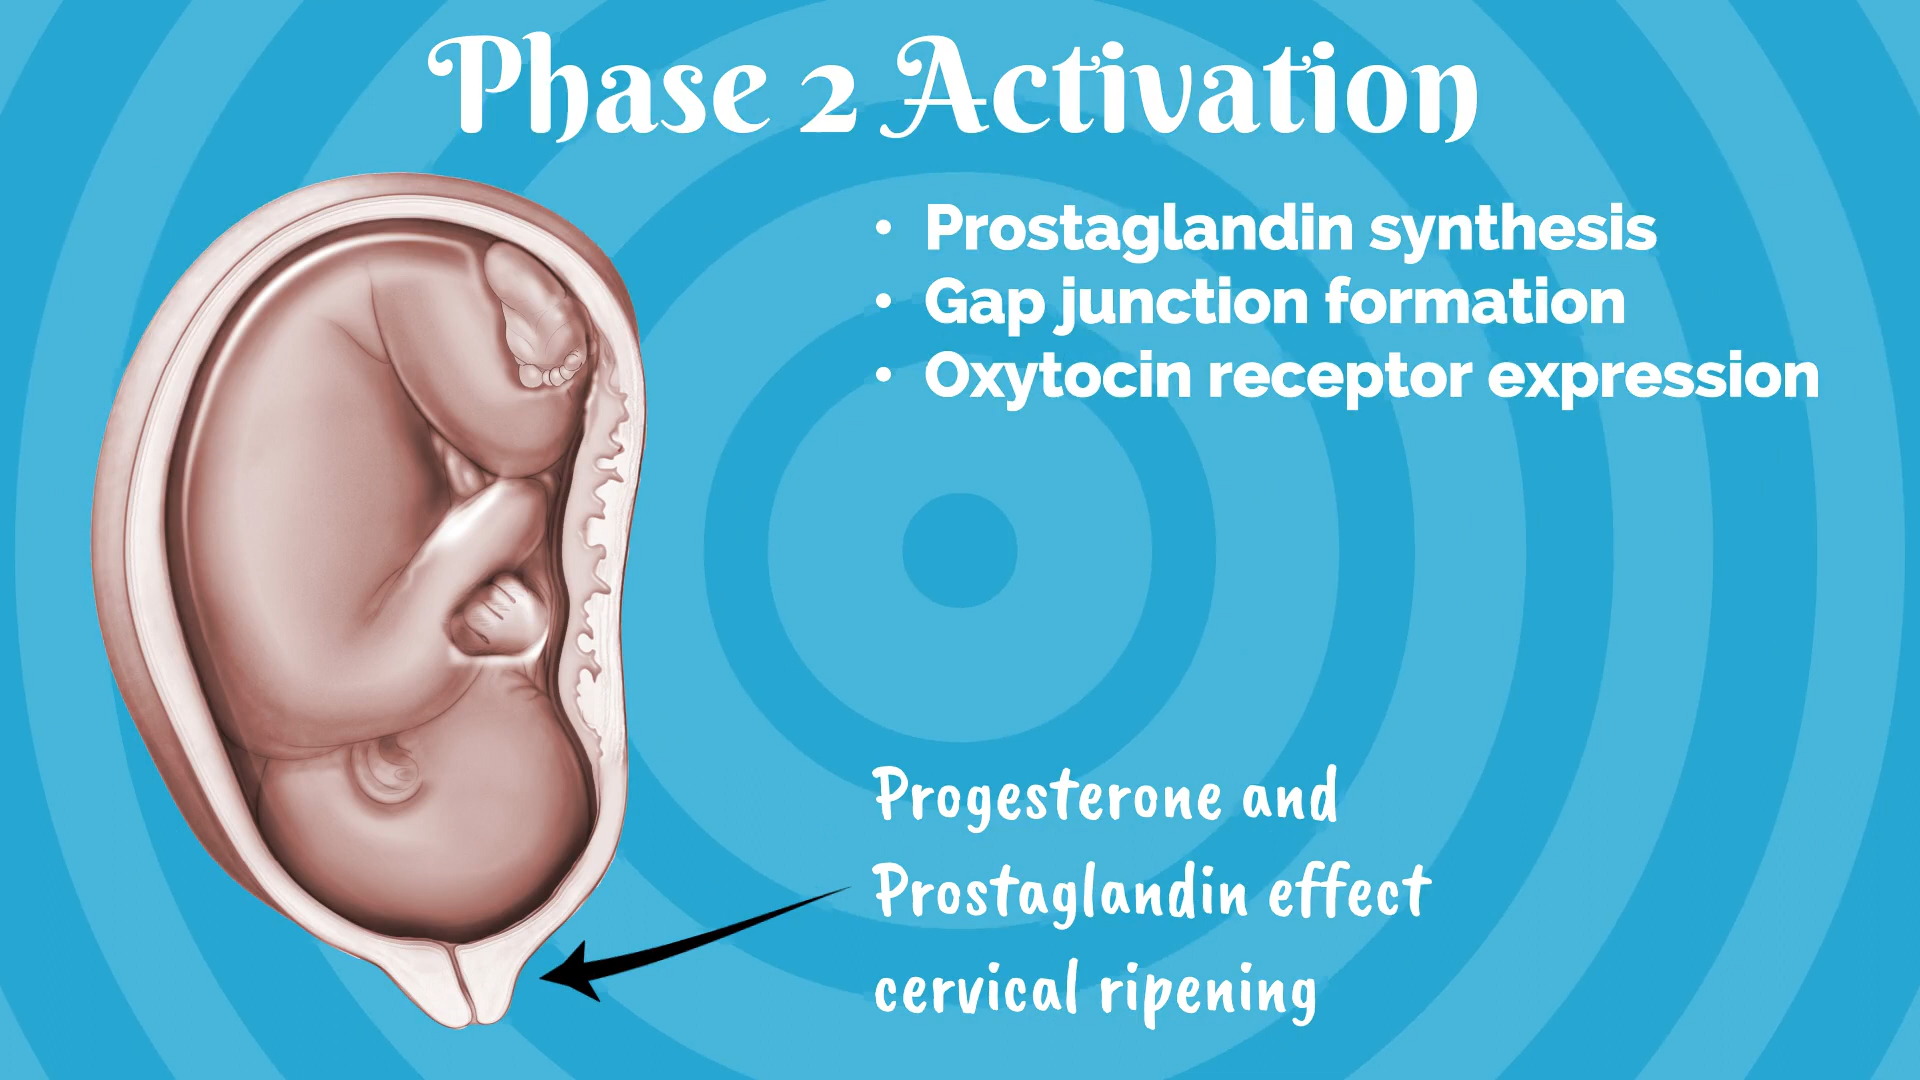 Phase 2 Activation
• Prostaglandin synthesis
• Gap junction formation
• Oxytocin receptor expression
Progesterone and
Prostaglandin effect
cervical ripening